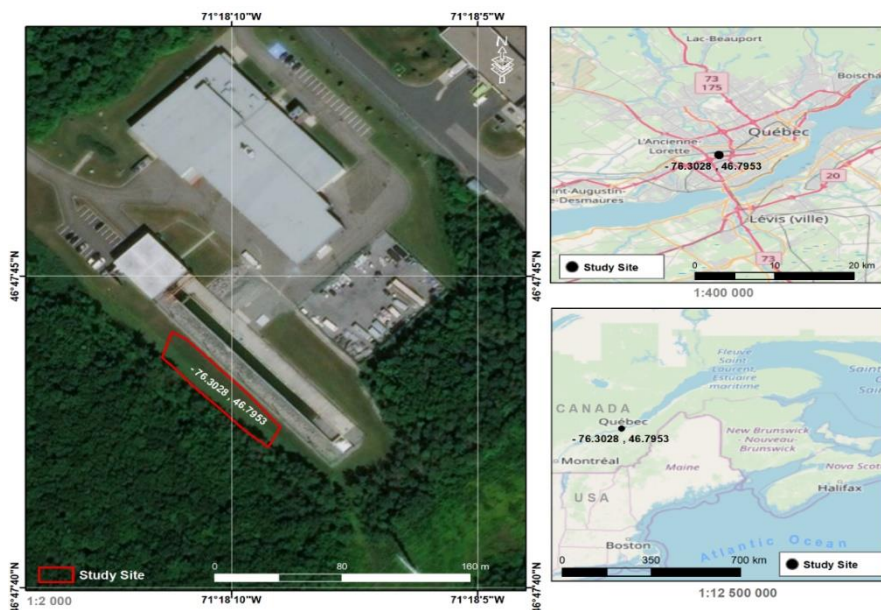 71°18'10"W
71°18'5"W
N
46°47'45"N
46°47'45"N
- 76.3028 , 46.7953
Study Site
0
80
160 m
46°47'40"N
46°47'40"N
1:2 000
71°18'10"W
71°18'5"W
Lac-Beauport
73
175
Boischa
Québec
L'Ancienne-
Lorette
- 76.3028 , 46.7953
20
int-Augustin-
e-Desmaures
Lévis (ville)
73
Study Site
0
10
20 km
1:400 000
Fleuve
Saint-
Laurent,
Estuaire
maritime
Saint-
CANADA
Québec
- 76.3028 , 46.7953
New Brunswick
- Nouveau-
Brunswick
Montréal
Maine
Nova Scot
USA
Halifax
Boston
Atlantic Ocean
0
350
700 km
Study Site
1:12 500 000